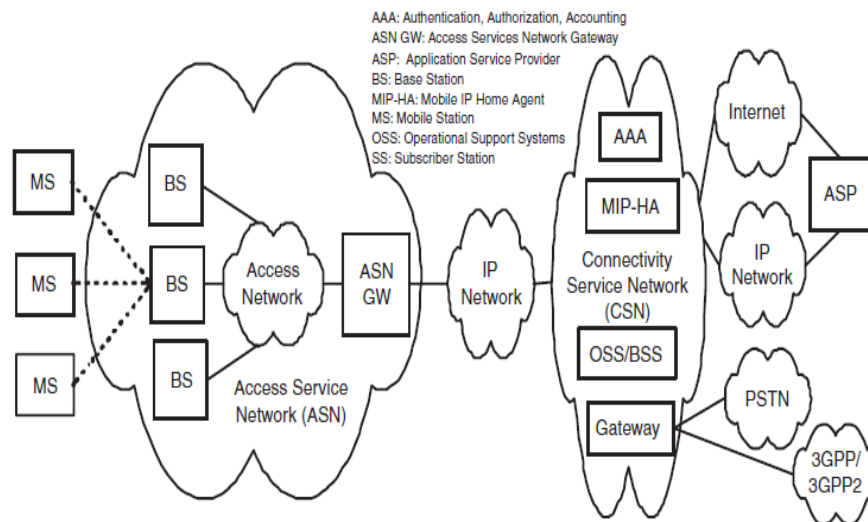 AAA: Authentication, Authorization, Accounting
ASN GW: Access Services Network Gateway
ASP: Application Service Provider
BS: Base Station
MIP-HA: Mobile IP Home Agent
MS: Mobile Station
OSS: Operational Support Systems
SS: Subscriber Station
MS
MS
MS
BS
BS
BS
Access
Network
ASN
GW
Access Service
Network (ASN)
IP
Network
AAA
MIP-HA
Connectivity
Service Network
(CSN)
OSS/BSS
Gateway
Internet
ASP
IP
Network
PSTN
3GPP/
3GPP2